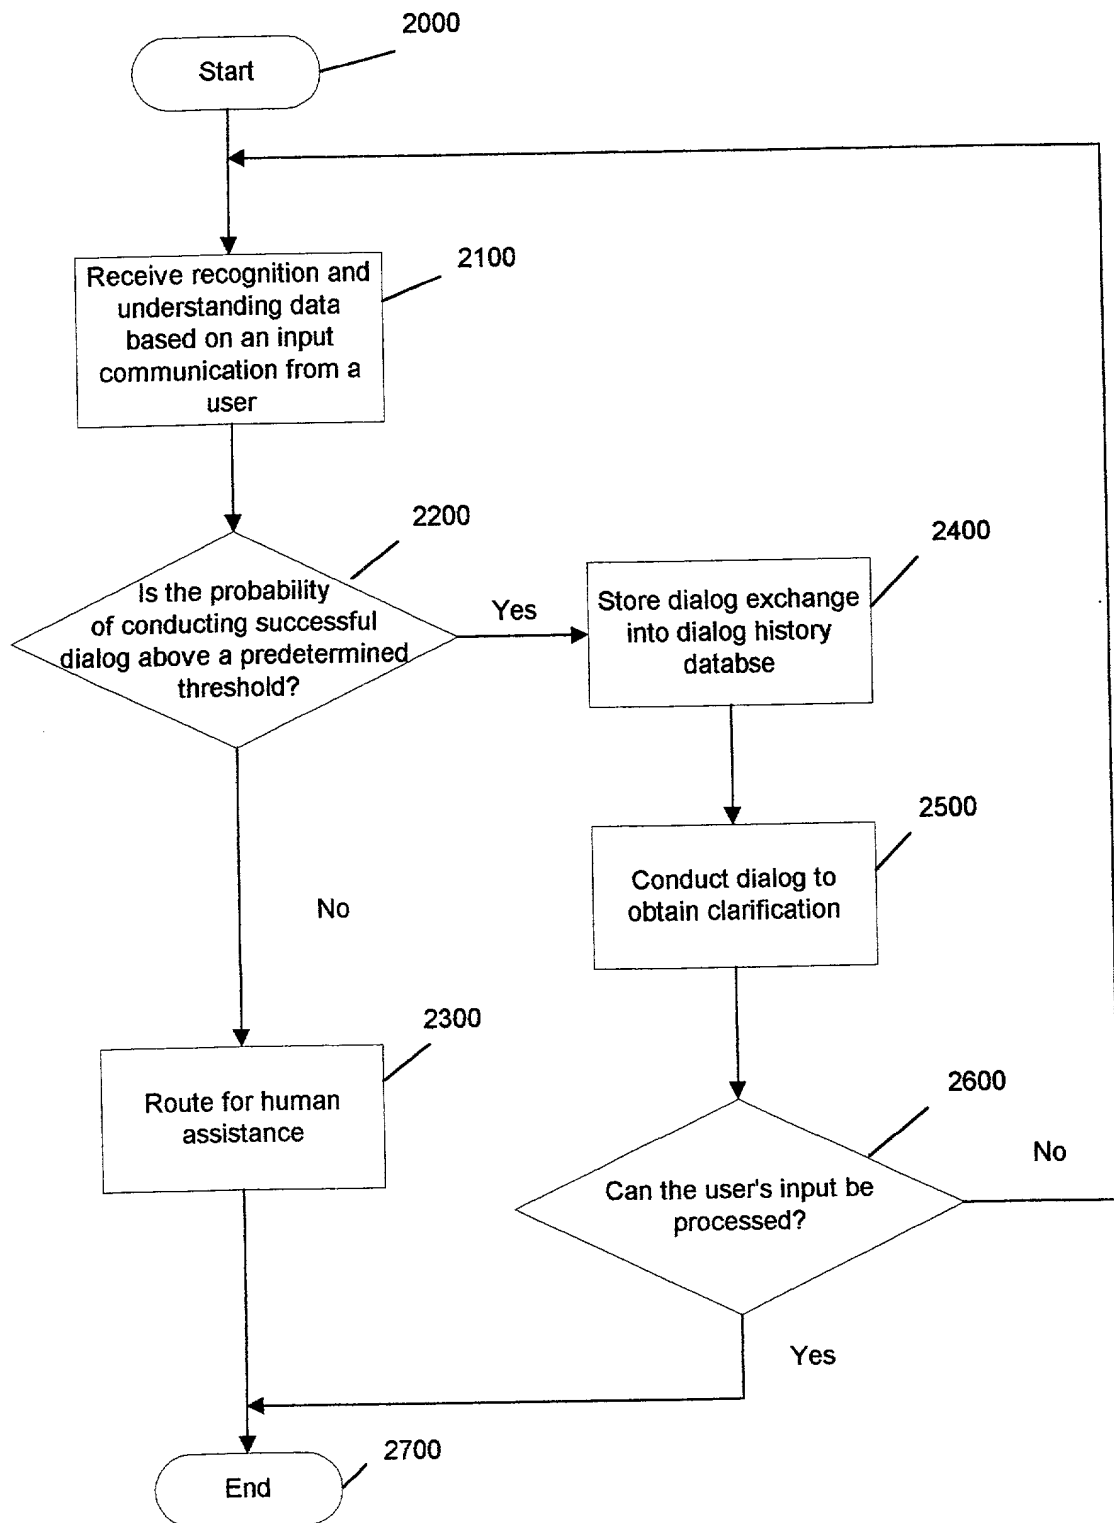 2000
Start
2100
Receive recognition and
understanding data
based on an input
communication from a
user
2200
Is the probability
of conducting successful
dialog above a predetermined
threshold?
Yes
2400
Store dialog exchange
into dialog history
databse
2500
Conduct dialog to
obtain clarification
No
2300
Route for human
assistance
2600
Can the user's input be
processed?
No
Yes
2700
End